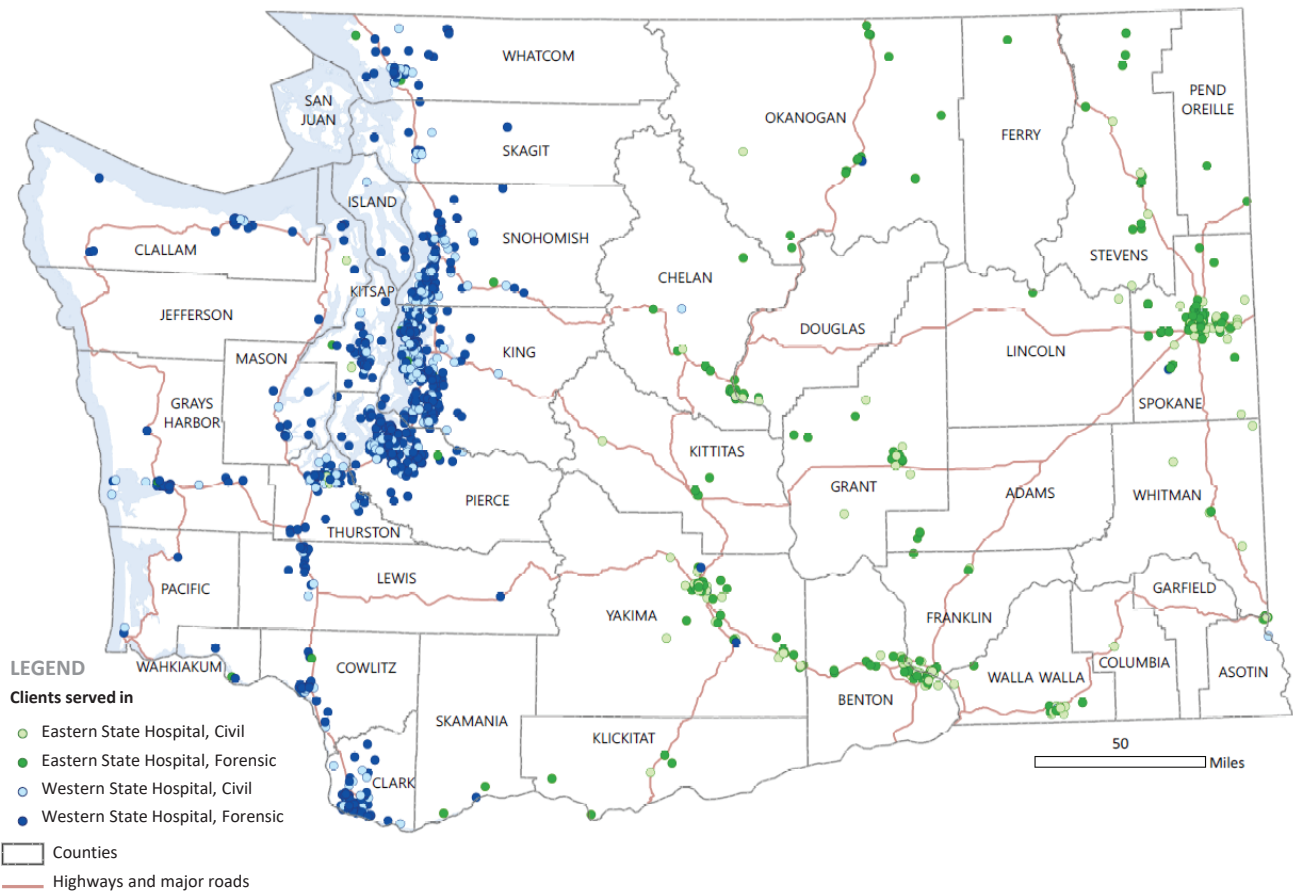 WHATCOM
SAN
JUAN
SKAGIT
ISLAND
SNOHOMISH
CLALLAM
KITSAP
JEFFERSON
KING
MASON
GRAYS
HARBOR
PIERCE
THURSTON
LEWIS
PACIFIC
WAHKIAKUM
COWLITZ
SKAMANIA
CLARK
OKANOGAN
FERRY
PEND
OREILLE
STEVENS
CHELAN
DOUGLAS
LINCOLN
SPOKANE
KITTITAS
GRANT
ADAMS
WHITMAN
YAKIMA
FRANKLIN
GARFIELD
BENTON
WALLA WALLA
COLUMBIA
ASOTIN
KLICKITAT
LEGEND
Clients served in
Eastern State Hospital, Civil
Eastern State Hospital, Forensic
Western State Hospital, Civil
Western State Hospital, Forensic
Counties
Highways and major roads
50
Miles